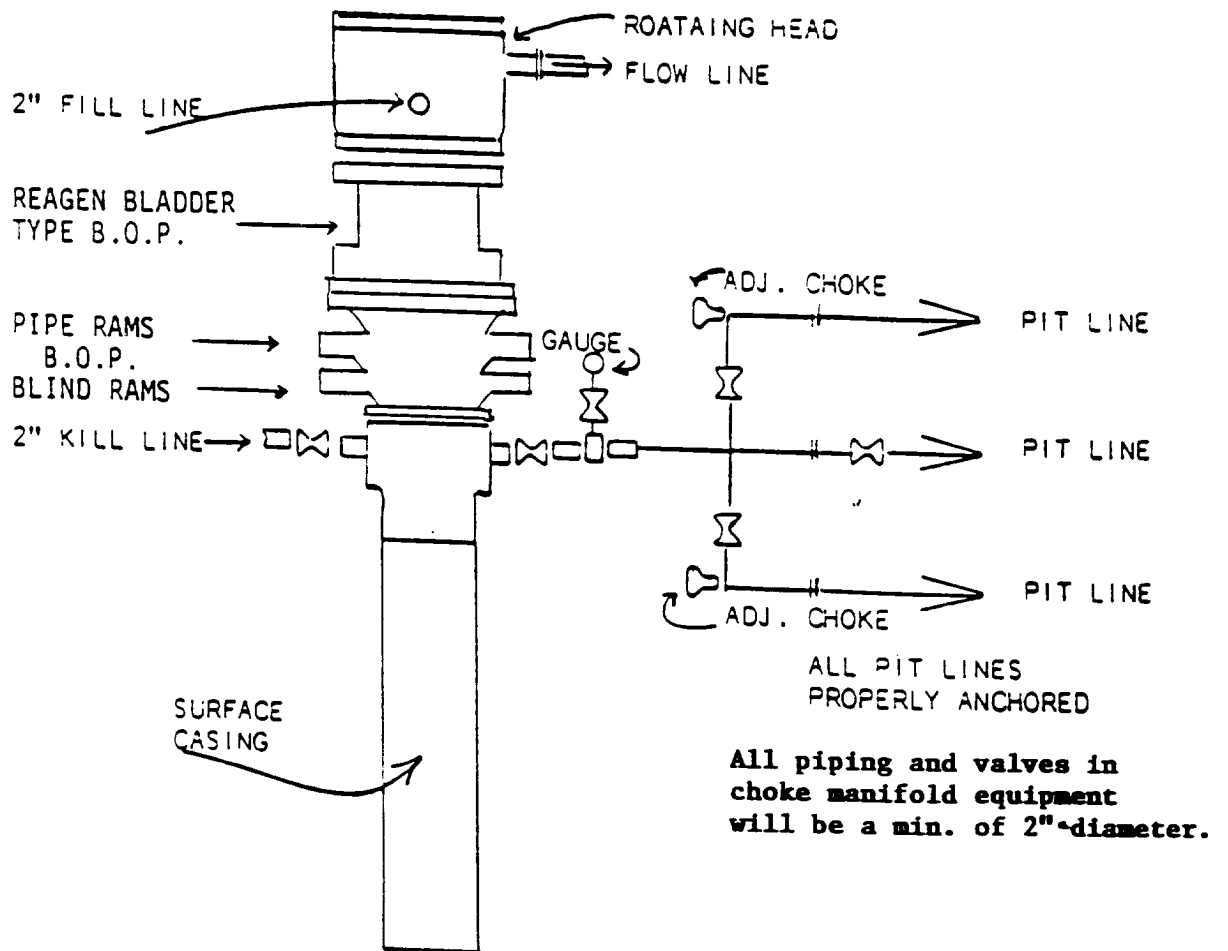 ROATAING HEAD
FLOW LINE
2" FILL LINE
REAGEN BLADDER
TYPE B.O.P.
ADJ. CHOKE
PIT LINE
PIPE RAMS
B.O.P.
GAUGE
BLIND RAMS
2" KILL LINE
PIT LINE
PIT LINE
ADJ. CHOKE
ALL PIT LINES
PROPERLY ANCHORED
SURFACE
CASING
All piping and valves in
choke manifold equipment
will be a min. of 2" diameter.